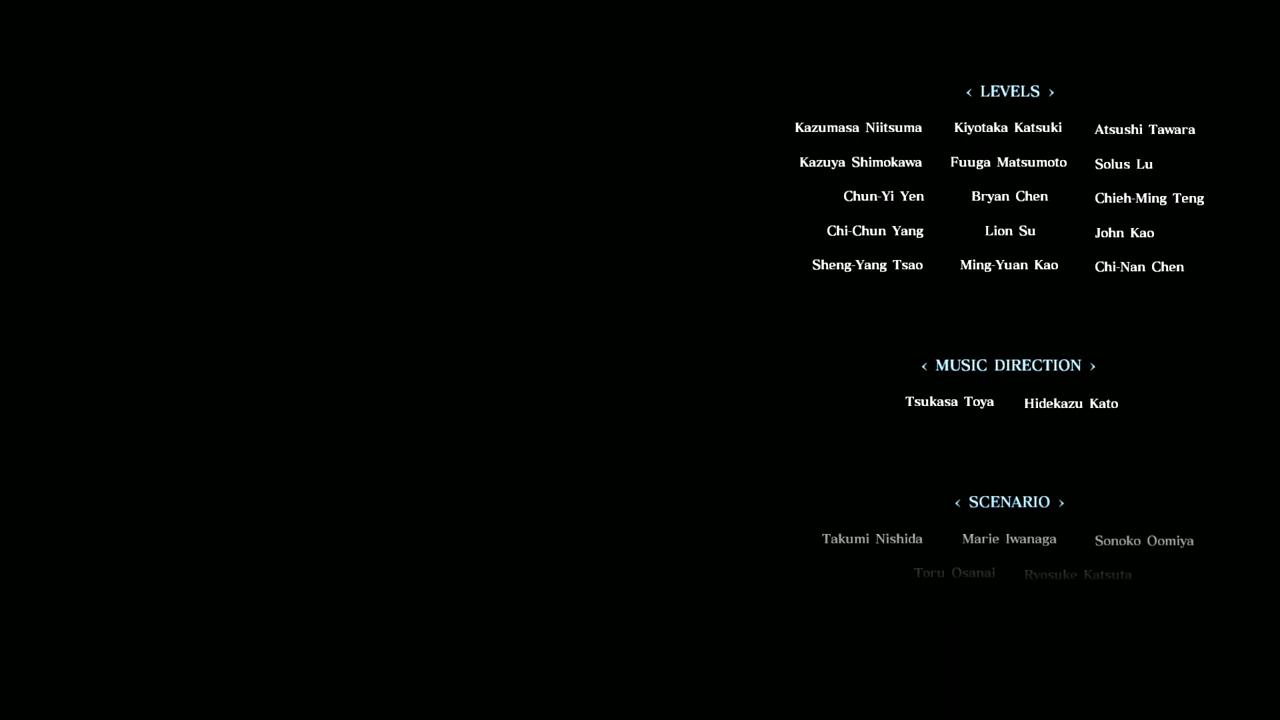 ‹ LEVELS ›
Kazumasa Niitsuma Kiyotaka Katsuki Atsushi Tawara
Kazuya Shimokawa Fuuga Matsumoto Solus Lu
Chun-Yi Yen Bryan Chen Chieh-Ming Teng
Chi-Chun Yang Lion Su John Kao
Sheng-Yang Tsao Ming-Yuan Kao Chi-Nan Chen
‹ MUSIC DIRECTION ›
Tsukasa Toya Hidekazu Kato
‹ SCENARIO ›
Takumi Nishida Marie Iwanaga Sonoko Oomiya
Toru Osanai Ryosuke Katsuta